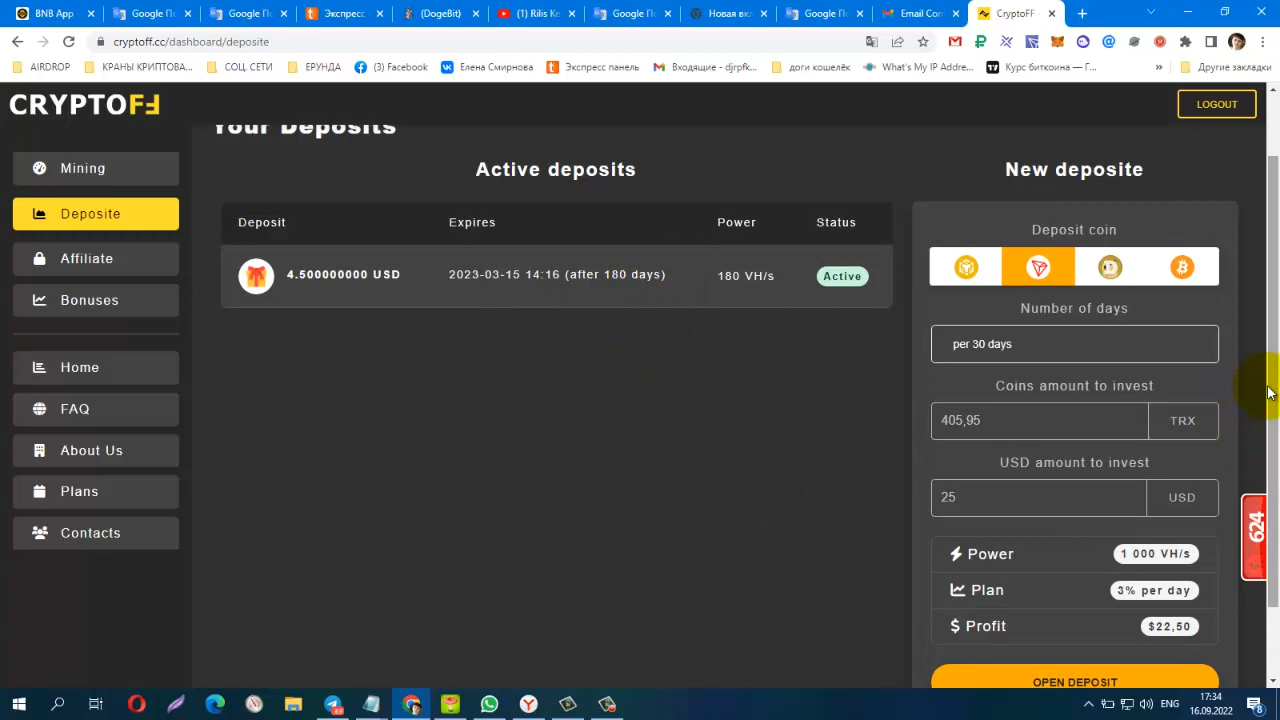 BNB App
Google По
Google По
Экспресс
(DogeBit)
(1) Rilis Ke
Google По
Новая вкл
Google По
Email Con
CryptoFF
cryptoff.cc/dashboard/deposite
AIRDROP
КРАНЫ КРИПТОВА...
СОЦ. СЕТИ
ЕРУНДА
(3) Facebook
Елена Смирнова
Экспресс панель
Входящие - djrpfk...
доги кошелёк
What's My IP Addre...
Курс биткоина — Г...
»
Другие закладки
CRYPTOFF
LOGOUT
Mining
Deposite
Affiliate
Bonuses
Home
FAQ
About Us
Plans
Contacts
Your Deposits
Active deposits
Deposit Expires Power Status
4.500000000 USD 2023-03-15 14:16 (after 180 days) 180 VH/s Active
New deposite
Deposit coin
Number of days
per 30 days
Coins amount to invest
405,95 TRX
USD amount to invest
25 USD
Power 1 000 VH/s
Plan 3% per day
$ Profit $22,50
OPEN DEPOSIT
624
ENG
17:34
16.09.2022
8